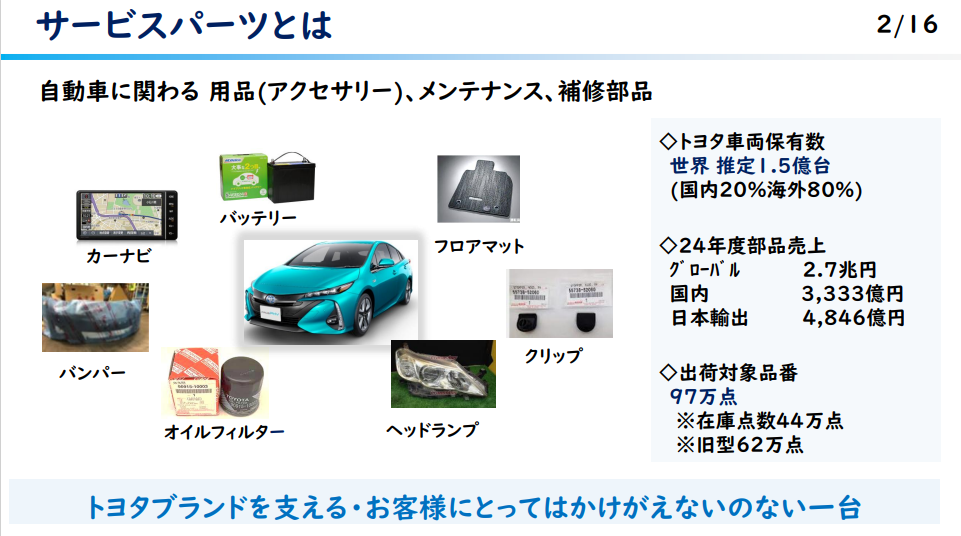 サービスパーツとは
2/16
自動車に関わる 用品(アクセサリー)、メンテナンス、補修部品
バッテリー
カーナビ
フロアマット
クリップ
バンパー
オイルフィルター
ヘッドランプ
TOYOTA
◇トヨタ車両保有数
世界 推定1.5億台
(国内20%海外80%)
◇24年度部品売上
ｸﾞﾛｰﾊﾞﾙ 2.7兆円
国内 3,333億円
日本輸出 4,846億円
◇出荷対象品番
97万点
※在庫点数44万点
※旧型62万点
トヨタブランドを支える・お客様にとってはかけがえないのない一台